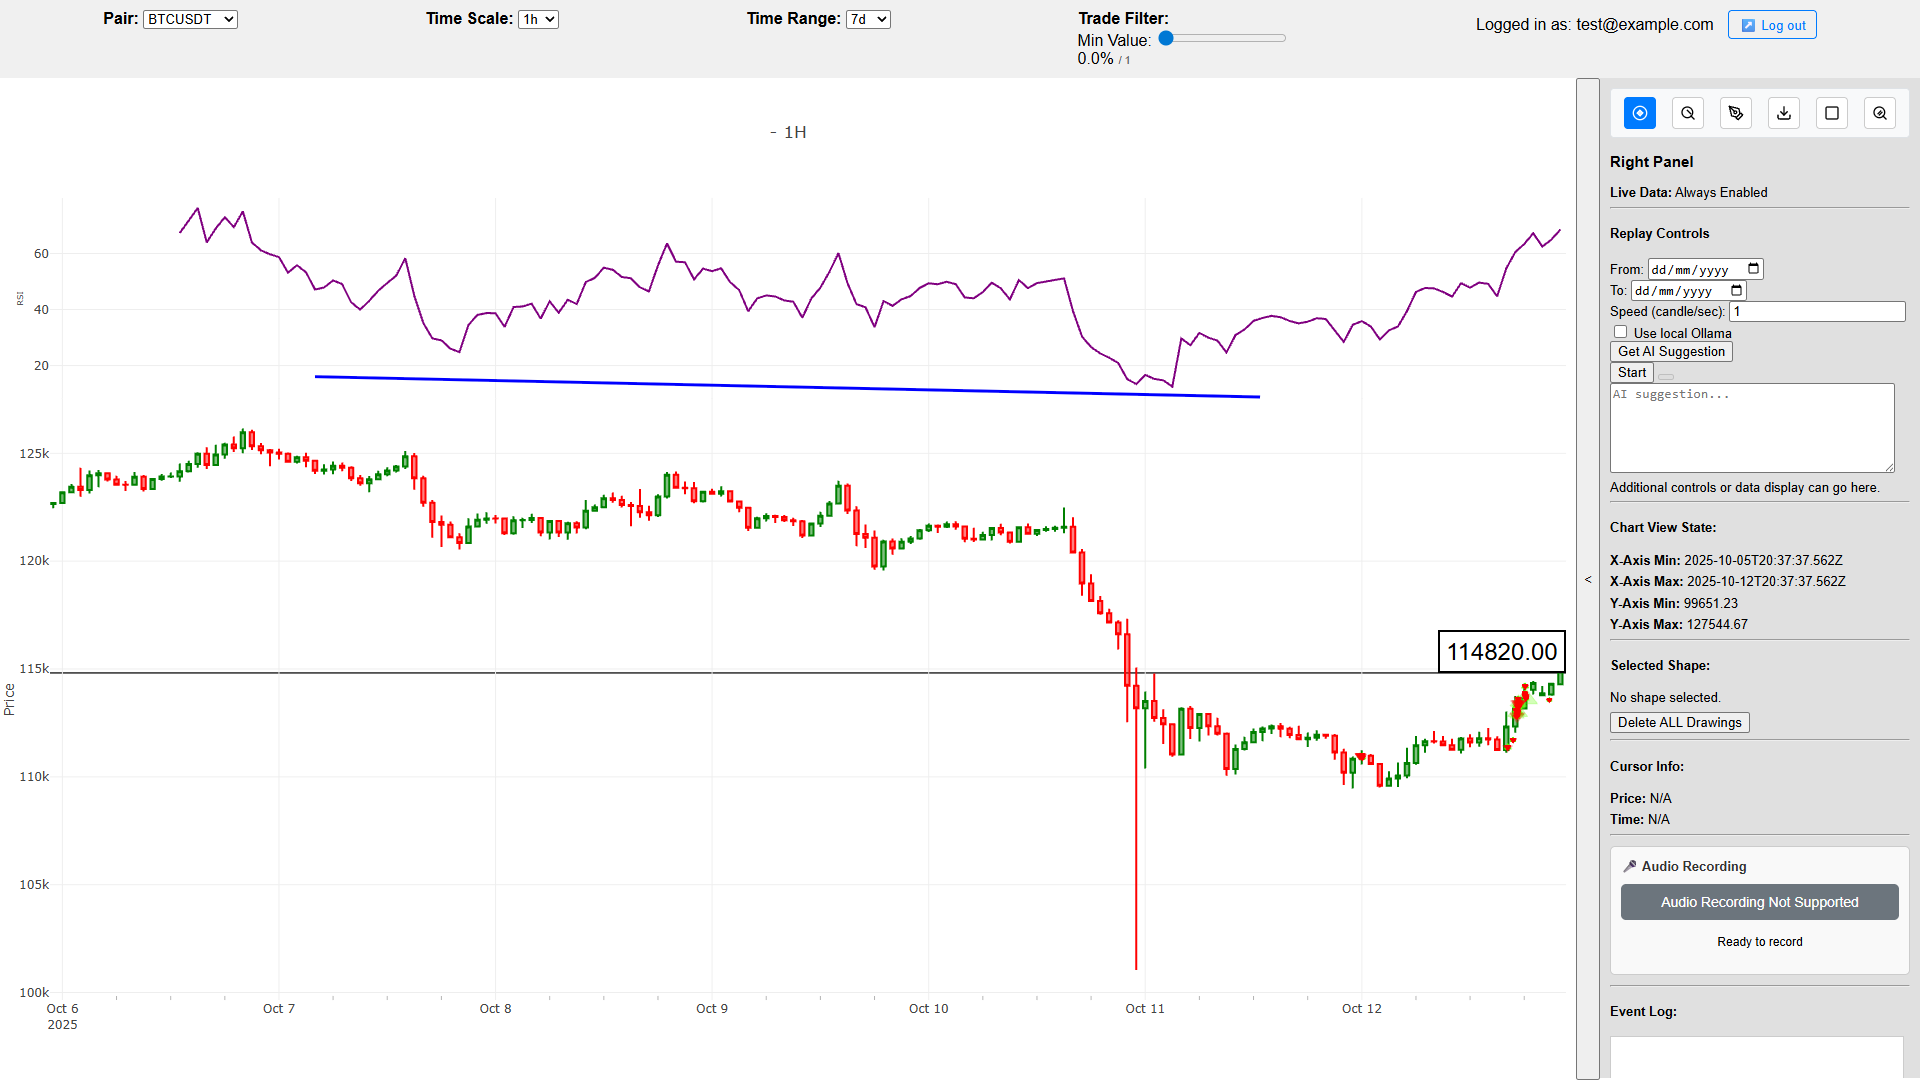 Pair: BTCUSDT
Time Scale: 1h
Time Range: 7d
Trade Filter:
Min Value:
0.0% / 1
Logged in as: test@example.com
Log out
- 1H
60
40
20
RSI
125k
120k
115k
110k
105k
100k
Price
114820.00
Oct 6
2025
Oct 7
Oct 8
Oct 9
Oct 10
Oct 11
Oct 12
<
Right Panel
Live Data: Always Enabled
Replay Controls
From: dd/mm/yyyy
To: dd/mm/yyyy
Speed (candle/sec): 1
Use local Ollama
Get AI Suggestion
Start
AI suggestion...
Additional controls or data display can go here.
Chart View State:
X-Axis Min: 2025-10-05T20:37:37.562Z
X-Axis Max: 2025-10-12T20:37:37.562Z
Y-Axis Min: 99651.23
Y-Axis Max: 127544.67
Selected Shape:
No shape selected.
Delete ALL Drawings
Cursor Info:
Price: N/A
Time: N/A
Audio Recording
Audio Recording Not Supported
Ready to record
Event Log: